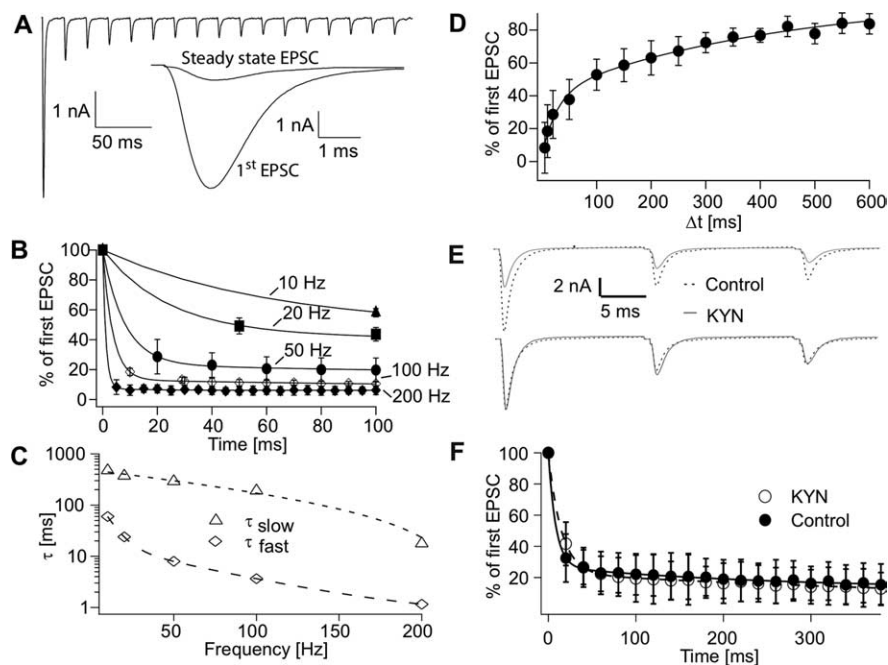 A
Steady state EPSC
1 nA
50 ms
1 nA
1 ms
1st EPSC
B
% of first EPSC
100
80
60
40
20
0
10 Hz
20 Hz
50 Hz
100 Hz
200 Hz
0 20 40 60 80 100
Time [ms]
C
τ [ms]
1000
100
10
1
τ slow
τ fast
50 100 150 200
Frequency [Hz]
D
% of first EPSC
80
60
40
20
0
100 200 300 400 500 600
Δt [ms]
E
2 nA
5 ms
Control
KYN
F
% of first EPSC
100
80
60
40
20
KYN
Control
0 100 200 300
Time [ms]